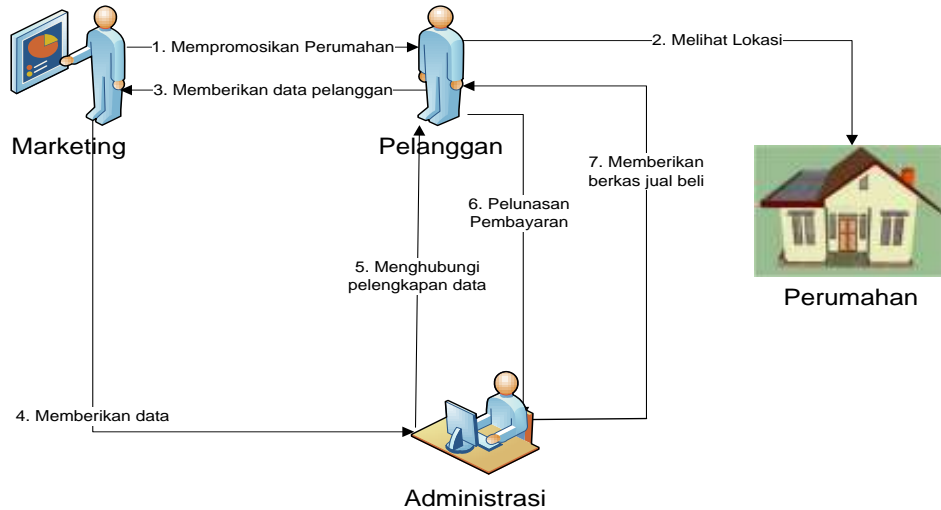 1. Mempromosikan Perumahan
2. Melihat Lokasi
3. Memberikan data pelanggan
Marketing
Pelanggan
7. Memberikan
berkas jual beli
6. Pelunasan
Pembayaran
5. Menghubungi
pelengkapan data
Perumahan
4. Memberikan data
Administrasi